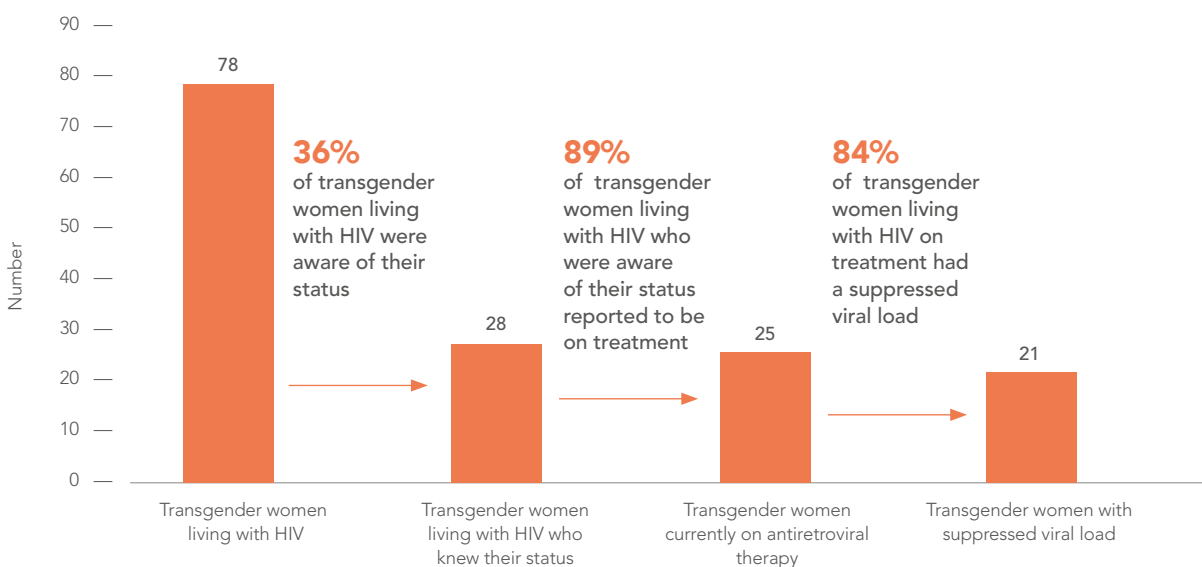 90
80
70
60
50
40
30
20
10
0
Number
78
36%
of transgender
women living
with HIV were
aware of their
status
28
89%
of transgender
women living
with HIV who
were aware
of their status
reported to be
on treatment
25
84%
of transgender
women living
with HIV on
treatment had
a suppressed
viral load
21
Transgender women
living with HIV
Transgender women
living with HIV who
knew their status
Transgender women
currently on antiretroviral
therapy
Transgender women with
suppressed viral load